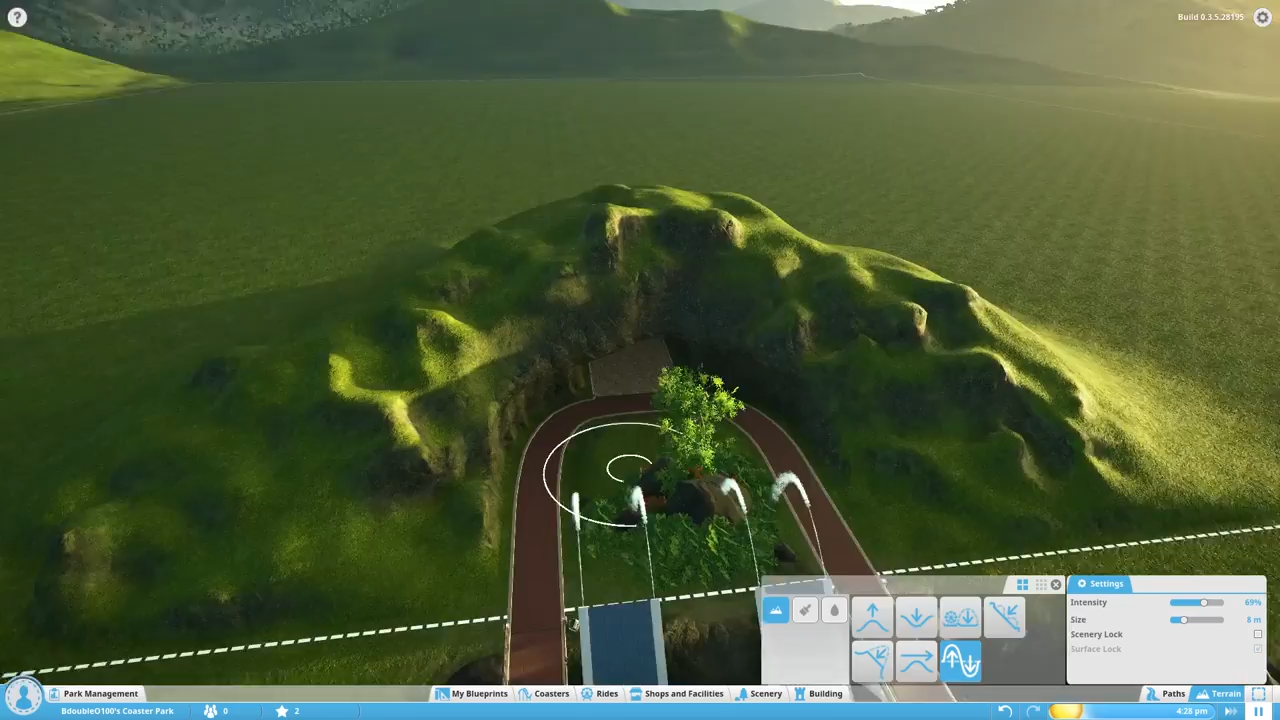 ?
Build 0.3.5.28195
Settings
Intensity 69%
Size 8 m
Scenery Lock
Surface Lock
Park Management My Blueprints Coasters Rides Shops and Facilities Scenery Building Paths Terrain
BdoubleO100's Coaster Park 0 2 4:28 pm